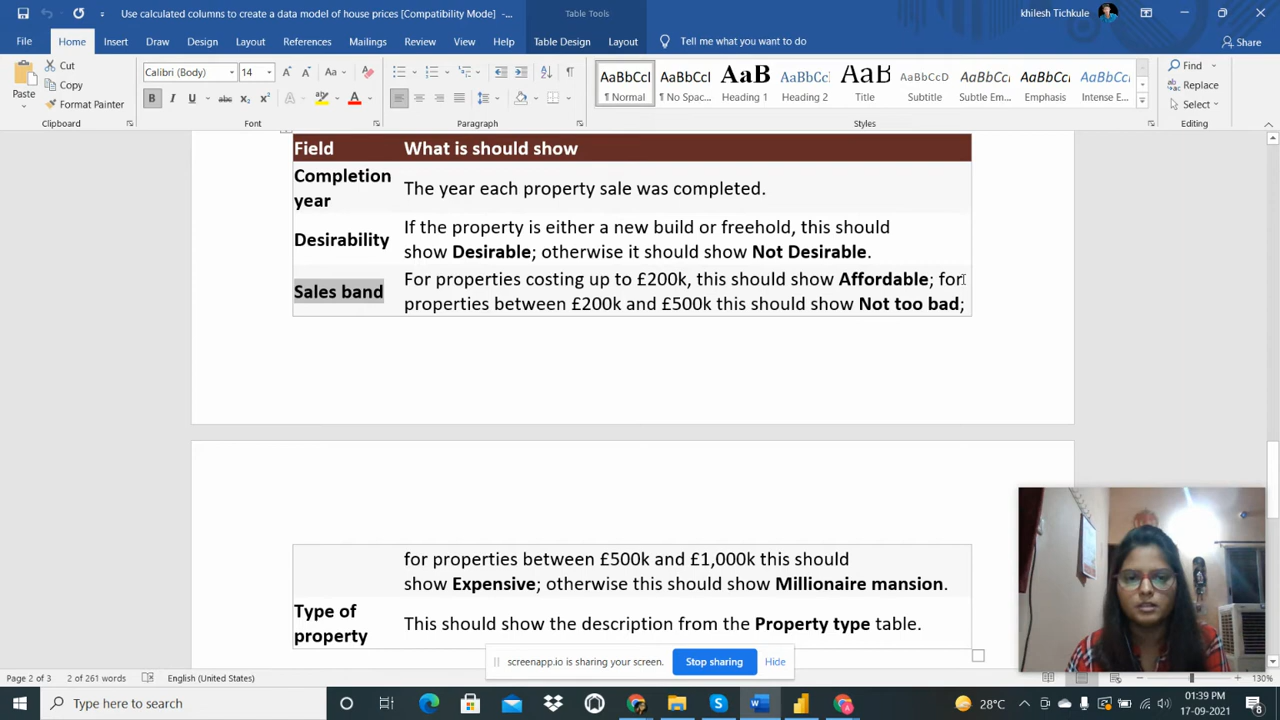 Use calculated columns to create a data model of house prices [Compatibility Mode] -...
Table Tools
khilesh Tichkule
File Home Insert Draw Design Layout References Mailings Review View Help Table Design Layout Tell me what you want to do Share
Paste
Cut
Copy
Format Painter
Clipboard
Calibri (Body) 14
Font
Paragraph
AaBbCcI AaBbCcI AaB AaBbCc AaB AaBbCcD AaBbCcI AaBbCcI AaBbCcI
¶ Normal ¶ No Spac... Heading 1 Heading 2 Title Subtitle Subtle Em... Emphasis Intense E...
Styles
Find
Replace
Select
Editing
Field What is should show
Completion year The year each property sale was completed.
Desirability If the property is either a new build or freehold, this should
show Desirable; otherwise it should show Not Desirable.
Sales band For properties costing up to £200k, this should show Affordable; for
properties between £200k and £500k this should show Not too bad;
for properties between £500k and £1,000k this should
show Expensive; otherwise this should show Millionaire mansion.
Type of property This should show the description from the Property type table.
screenapp.io is sharing your screen. Stop sharing Hide
Page 2 of 3 2 of 261 words English (United States) 130%
Type here to search
28°C
01:39 PM
17-09-2021
8